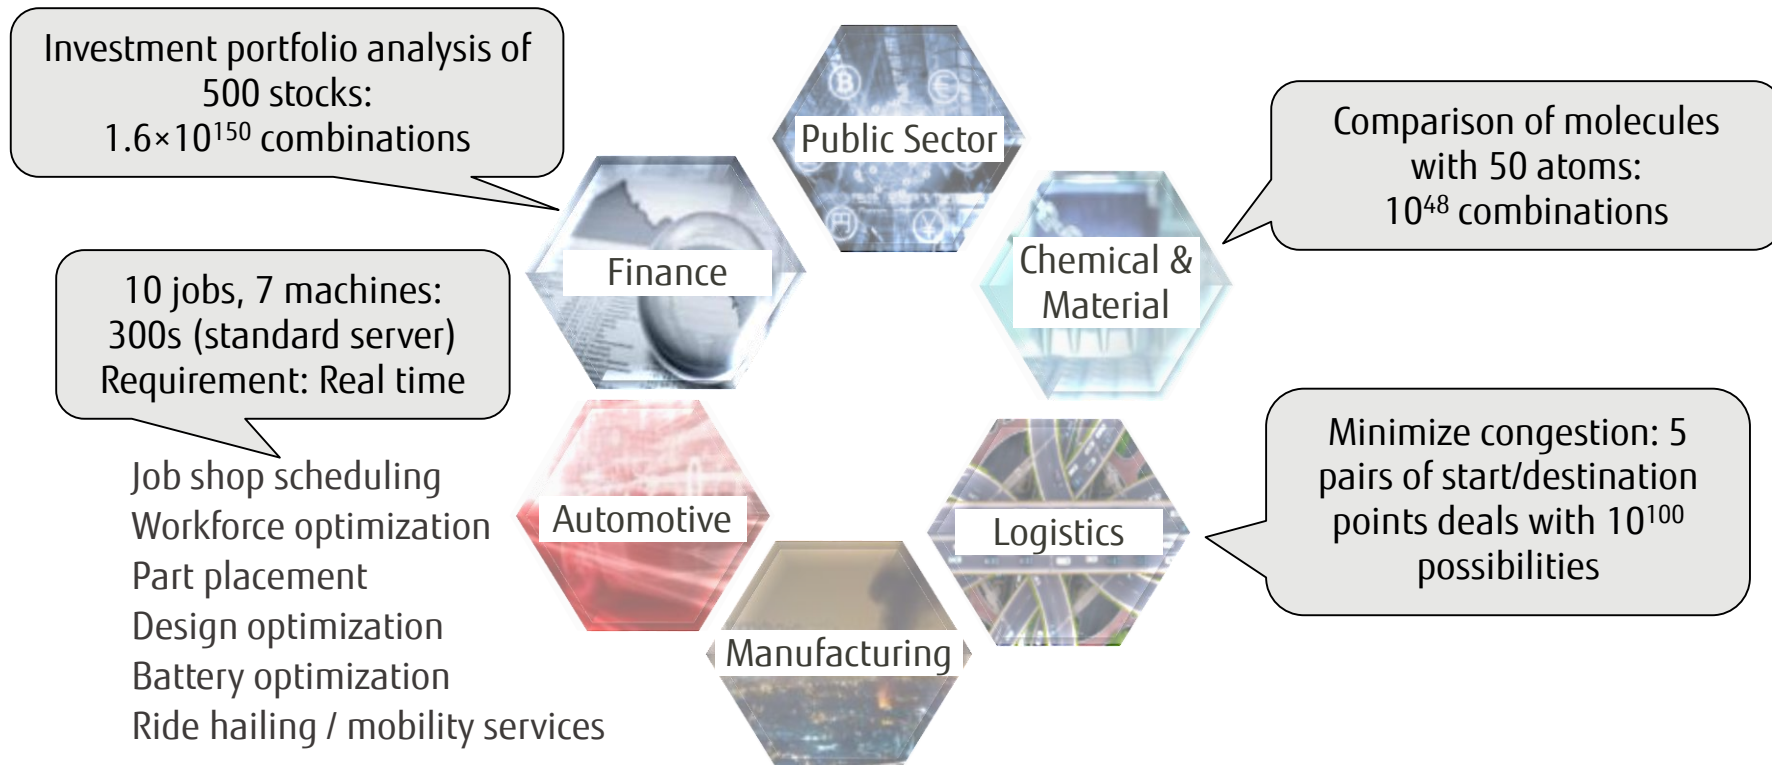 Investment portfolio analysis of
500 stocks:
1.6×10¹⁵⁰ combinations
Public Sector
Comparison of molecules
with 50 atoms:
10⁴⁸ combinations
Finance
Chemical &
Material
10 jobs, 7 machines:
300s (standard server)
Requirement: Real time
Job shop scheduling
Workforce optimization
Part placement
Design optimization
Battery optimization
Ride hailing / mobility services
Automotive
Manufacturing
Logistics
Minimize congestion: 5
pairs of start/destination
points deals with 10¹⁰⁰
possibilities